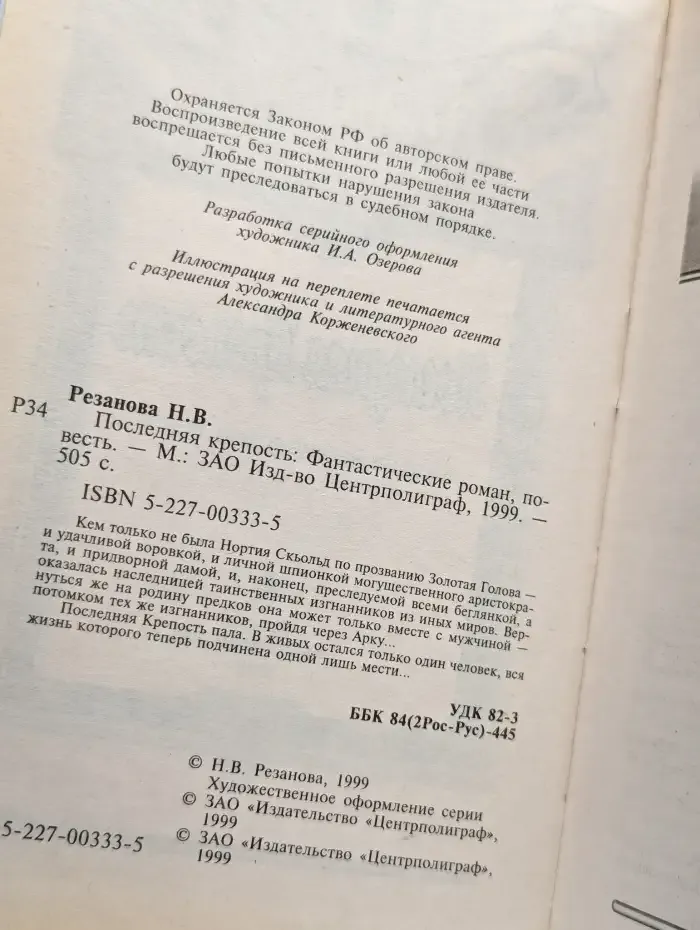 Охраняется Законом РФ об авторском праве.
Воспроизведение всей книги или любой ее части
воспрещается без письменного разрешения издателя.
Любые попытки нарушения закона
будут преследоваться в судебном порядке.
Разработка серийного оформления
художника И.А. Озерова
Иллюстрация на переплете печатается
с разрешения художника и литературного агента
Александра Корженевского
Резанова Н.В.
Р34 Последняя крепость: Фантастические роман, по-
весть. — М.: ЗАО Изд-во Центрполиграф, 1999. —
505 с.
ISBN 5-227-00333-5
Кем только не была Нортия Скьольд по прозванию Золотая Голова —
и удачливой воровкой, и личной шпионкой могущественного аристокра-
та, и придворной дамой, и, наконец, преследуемой всеми беглянкой, а
оказалась наследницей таинственных изгнанников из иных миров. Вер-
нуться же на родину предков она может только вместе с мужчиной —
потомком тех же изгнанников, пройдя через Арку...
Последняя Крепость пала. В живых остался только один человек, вся
жизнь которого теперь подчинена одной лишь мести...
УДК 82-3
ББК 84(2Рос-Рус)-445
© Н.В. Резанова, 1999
Художественное оформление серии
© ЗАО «Издательство «Центрполиграф»,
1999
© ЗАО «Издательство «Центрполиграф»,
1999
5-227-00333-5